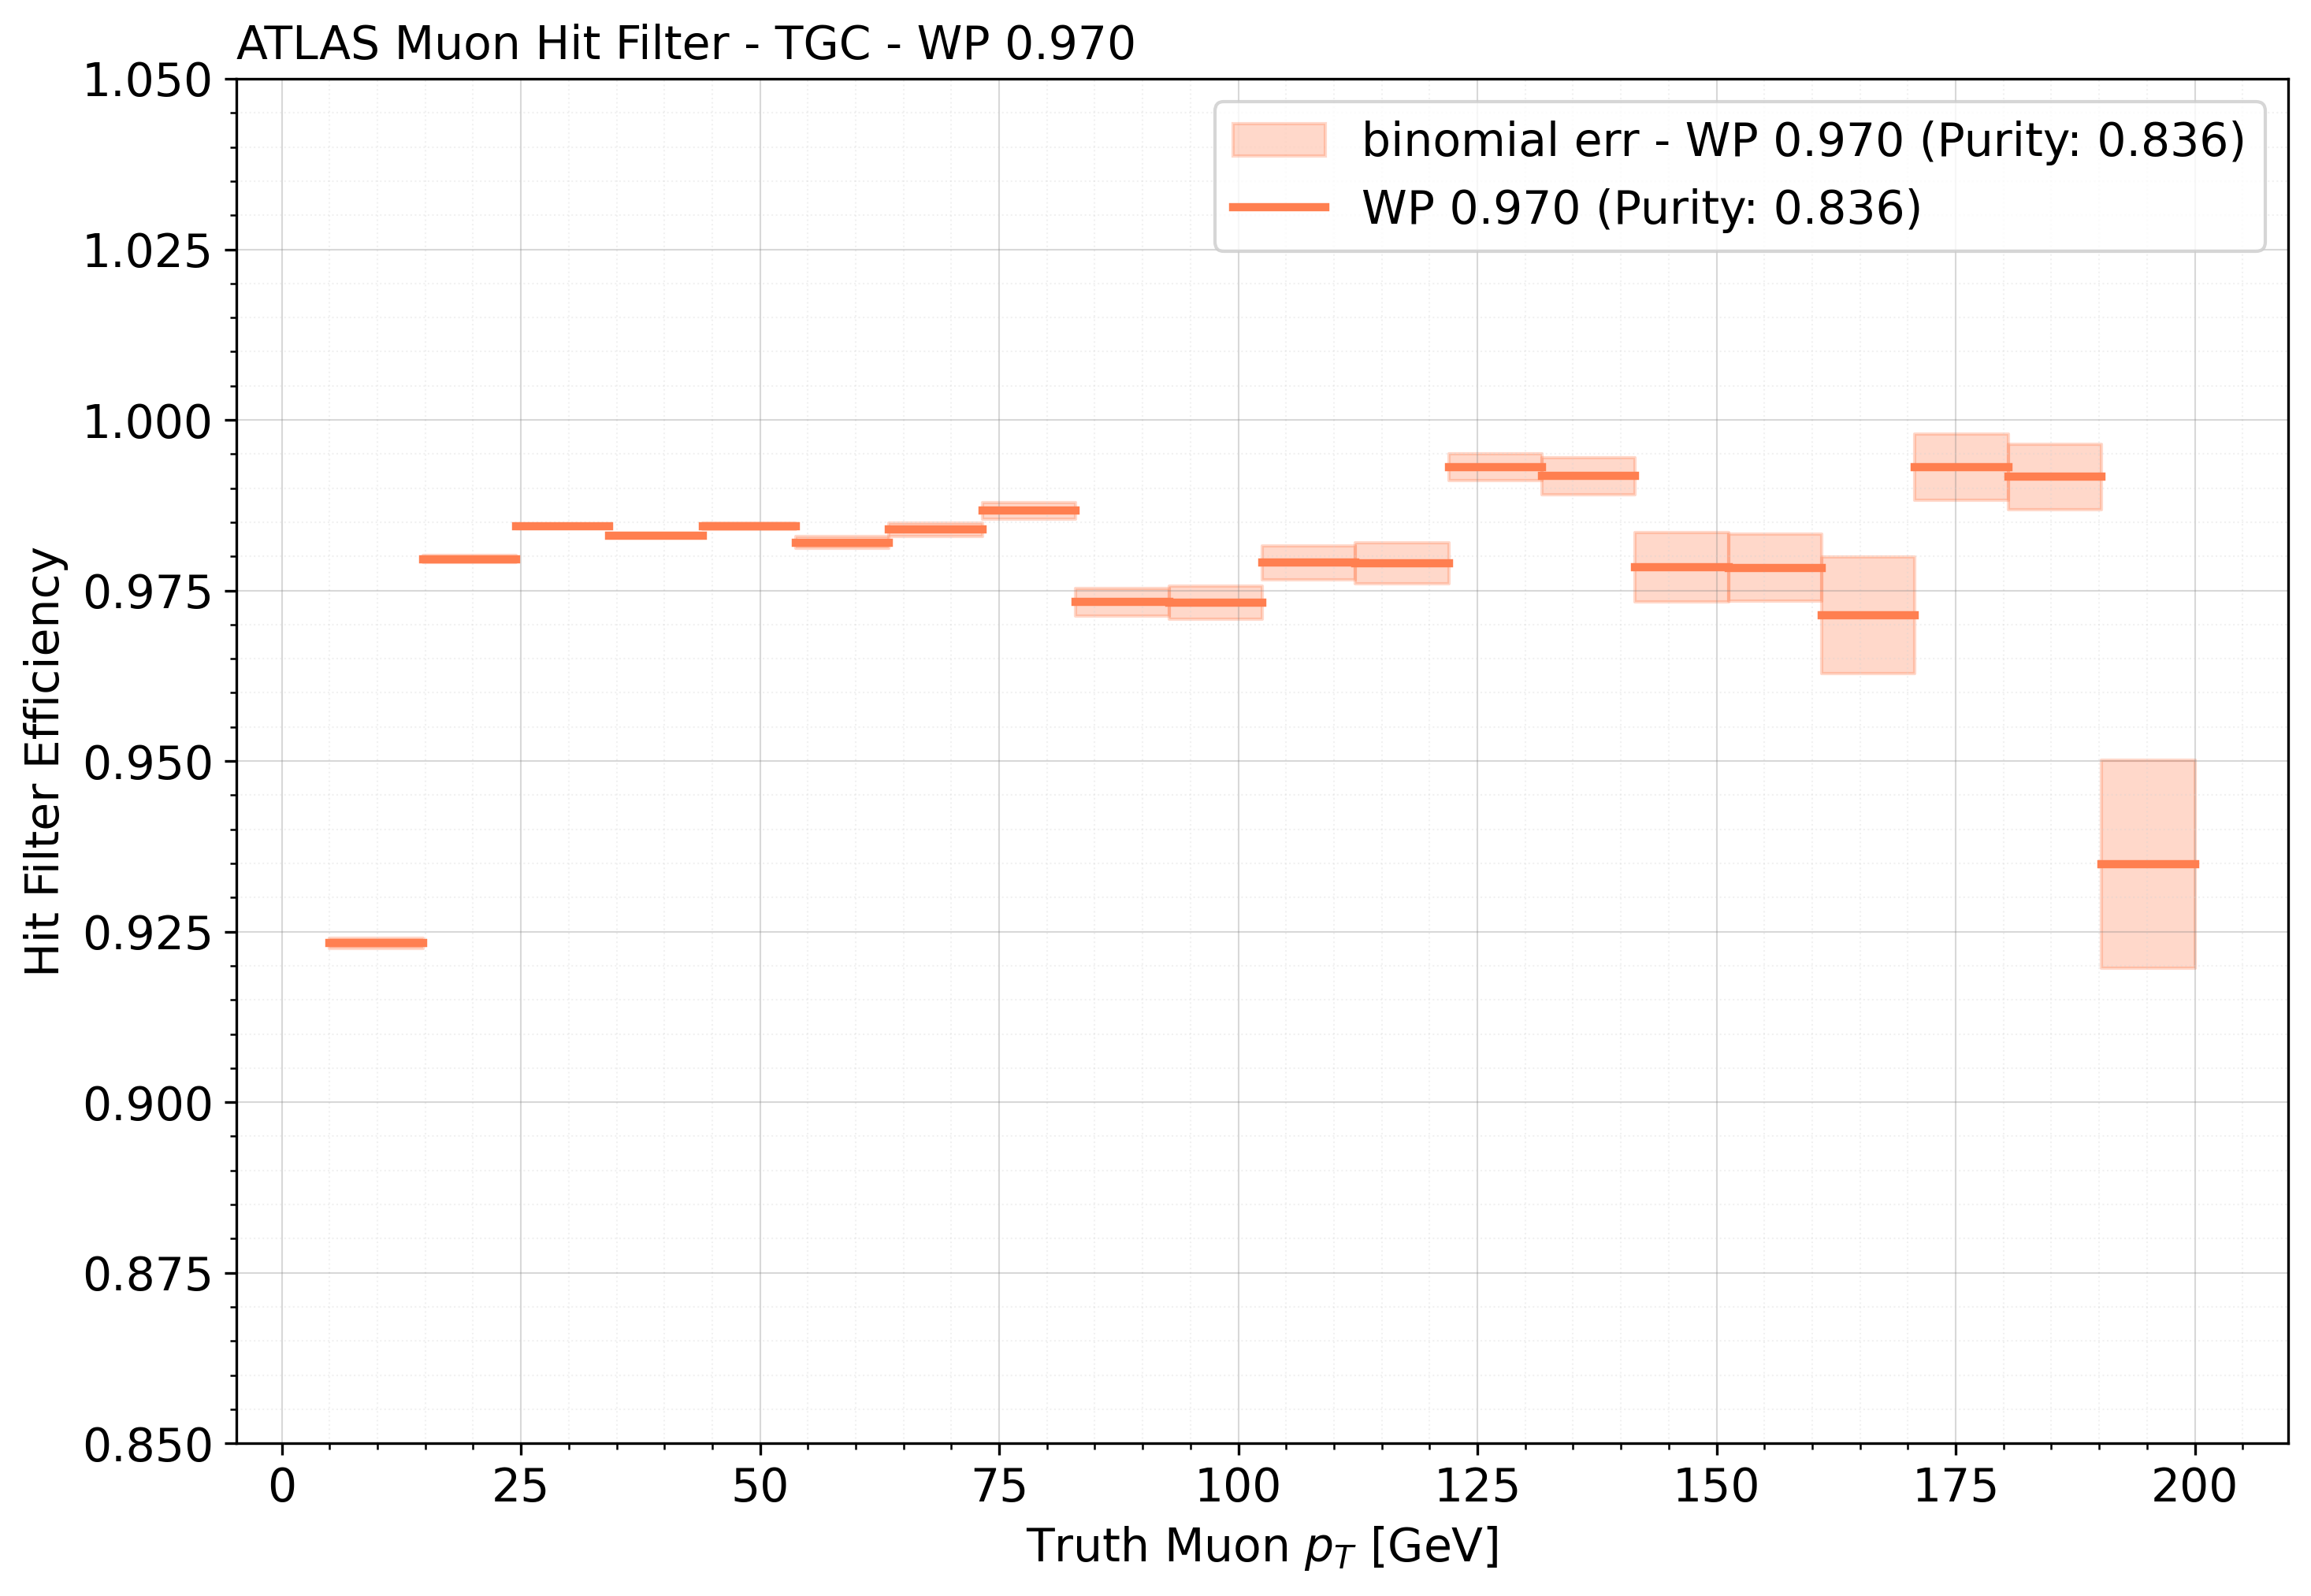 ATLAS Muon Hit Filter - TGC - WP 0.970
1.050
1.025
1.000
0.975
0.950
0.925
0.900
0.875
0.850
Hit Filter Efficiency
binomial err - WP 0.970 (Purity: 0.836)
WP 0.970 (Purity: 0.836)
0 25 50 75 100 125 150 175 200
Truth Muon p_T [GeV]